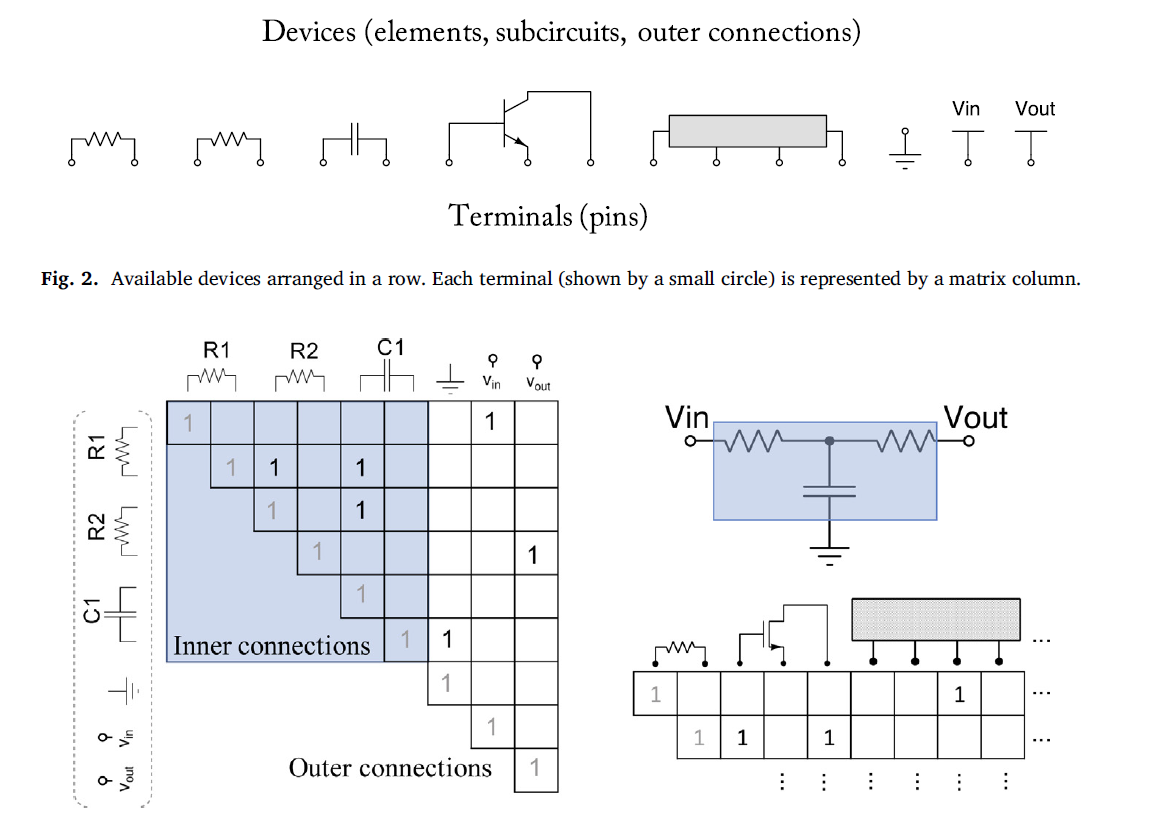 Devices (elements, subcircuits, outer connections)
Vin Vout
Terminals (pins)
Fig. 2. Available devices arranged in a row. Each terminal (shown by a small circle) is represented by a matrix column.
R1 R2 C1
Vin Vout
R1
R2
C1
Vin
Vout
1 1
1 1 1
1 1
1 1
1
Inner connections 1 1
1
1
Outer connections 1
Vin Vout
...
1 1 ...
1 1 1 ...